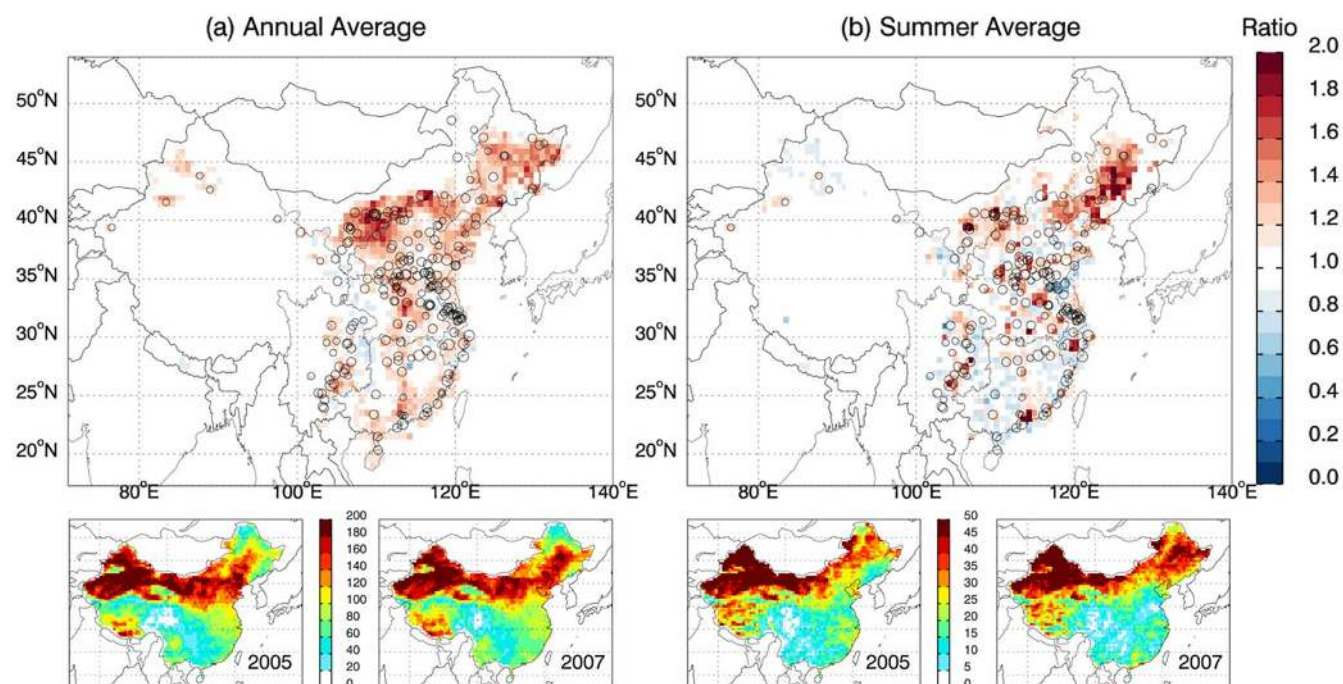 (a) Annual Average
(b) Summer Average
Ratio
50°N
45°N
40°N
35°N
30°N
25°N
20°N
80°E
100°E
120°E
140°E
80°E
100°E
120°E
140°E
2.0
1.8
1.6
1.4
1.2
1.0
0.8
0.6
0.4
0.2
0.0
50°N
45°N
40°N
35°N
30°N
25°N
20°N
2005
200
180
160
140
120
100
80
60
40
20
0
2007
2005
50
45
40
35
30
25
20
15
10
5
0
2007